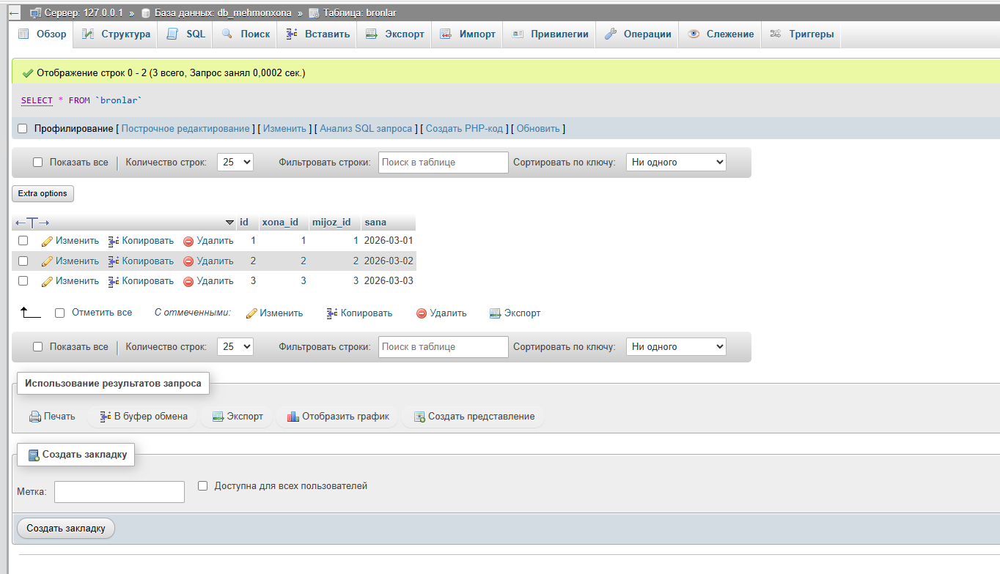 Сервер: 127.0.0.1 » База данных: db_mehmonxona » Таблица: bronlar
Обзор Структура SQL Поиск Вставить Экспорт Импорт Привилегии Операции Слежение Триггеры
Отображение строк 0 - 2 (3 всего, Запрос занял 0,0002 сек.)
SELECT * FROM `bronlar`
Профилирование [ Построчное редактирование ] [ Изменить ] [ Анализ SQL запроса ] [ Создать PHP-код ] [ Обновить ]
Показать все | Количество строк: 25 Фильтровать строки: Поиск в таблице Сортировать по ключу: Ни одного
Extra options
←T→ id xona_id mijoz_id sana
Изменить Копировать Удалить 1 1 1 2026-03-01
Изменить Копировать Удалить 2 2 2 2026-03-02
Изменить Копировать Удалить 3 3 3 2026-03-03
Отметить все С отмеченными: Изменить Копировать Удалить Экспорт
Показать все | Количество строк: 25 Фильтровать строки: Поиск в таблице Сортировать по ключу: Ни одного
Использование результатов запроса
Печать В буфер обмена Экспорт Отобразить график Создать представление
Создать закладку
Метка: Доступна для всех пользователей
Создать закладку